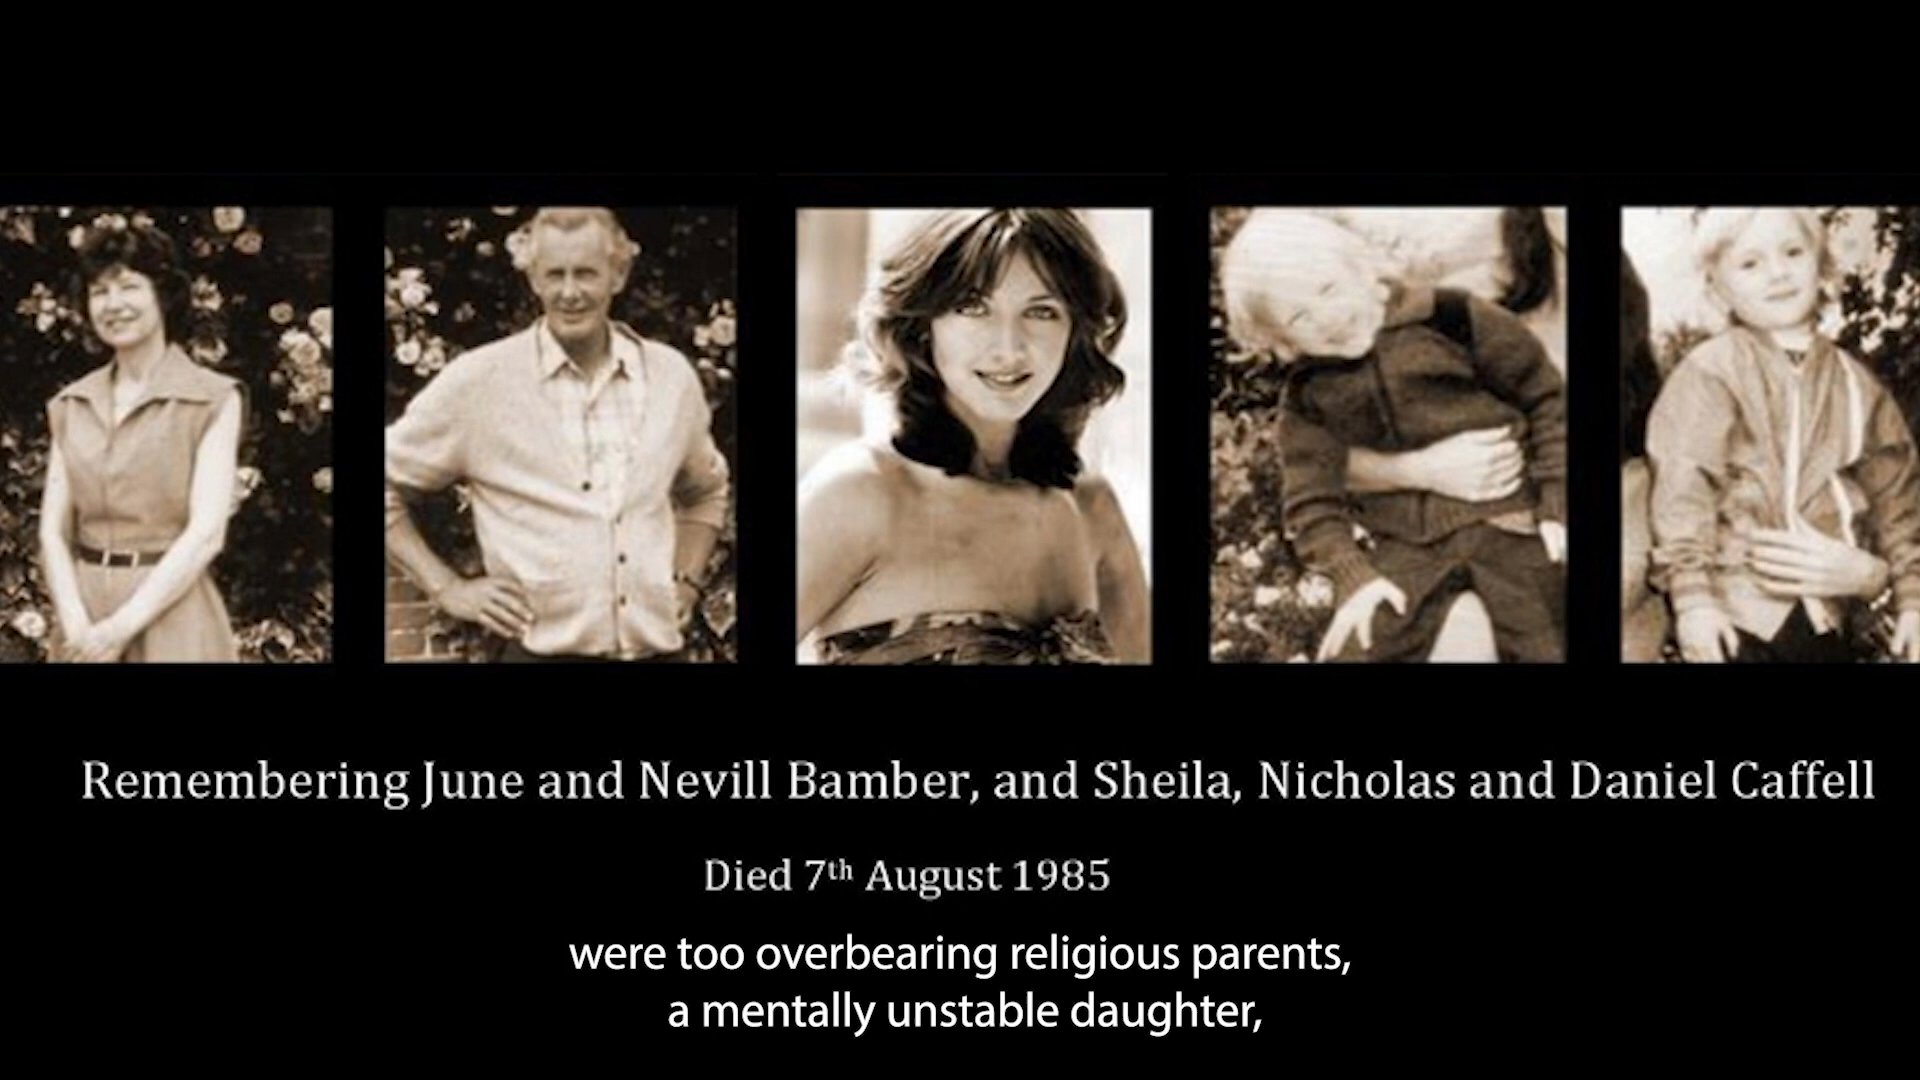 Remembering June and Nevill Bamber, and Sheila, Nicholas and Daniel Caffell
Died 7th August 1985
were too overbearing religious parents,
a mentally unstable daughter,